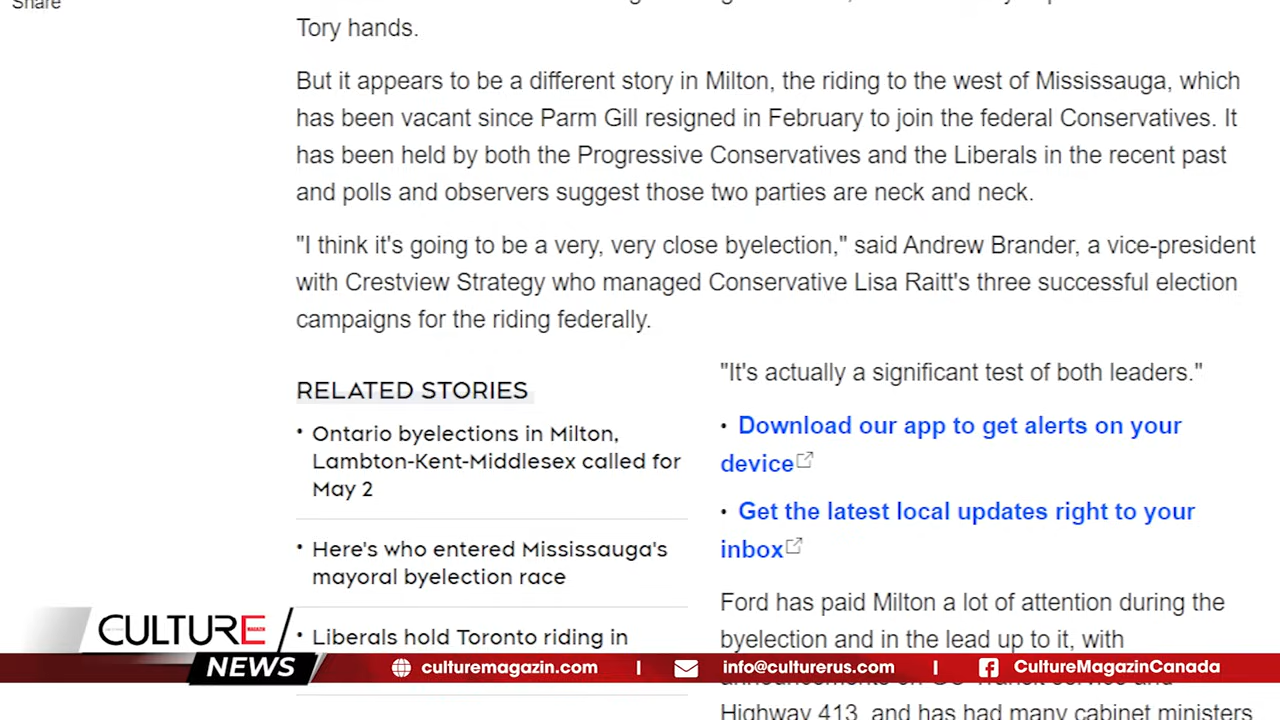 Share
Tory hands.
But it appears to be a different story in Milton, the riding to the west of Mississauga, which
has been vacant since Parm Gill resigned in February to join the federal Conservatives. It
has been held by both the Progressive Conservatives and the Liberals in the recent past
and polls and observers suggest those two parties are neck and neck.
"I think it's going to be a very, very close byelection," said Andrew Brander, a vice-president
with Crestview Strategy who managed Conservative Lisa Raitt's three successful election
campaigns for the riding federally.
RELATED STORIES
• Ontario byelections in Milton,
Lambton-Kent-Middlesex called for
May 2
• Here's who entered Mississauga's
mayoral byelection race
• Liberals hold Toronto riding in
"It's actually a significant test of both leaders."
• Download our app to get alerts on your
device
• Get the latest local updates right to your
inbox
Ford has paid Milton a lot of attention during the
byelection and in the lead up to it, with
Highway 413, and has had many cabinet ministers
CULTURE MAGAZIN
NEWS
culturemagazin.com | info@culturerus.com | CultureMagazinCanada